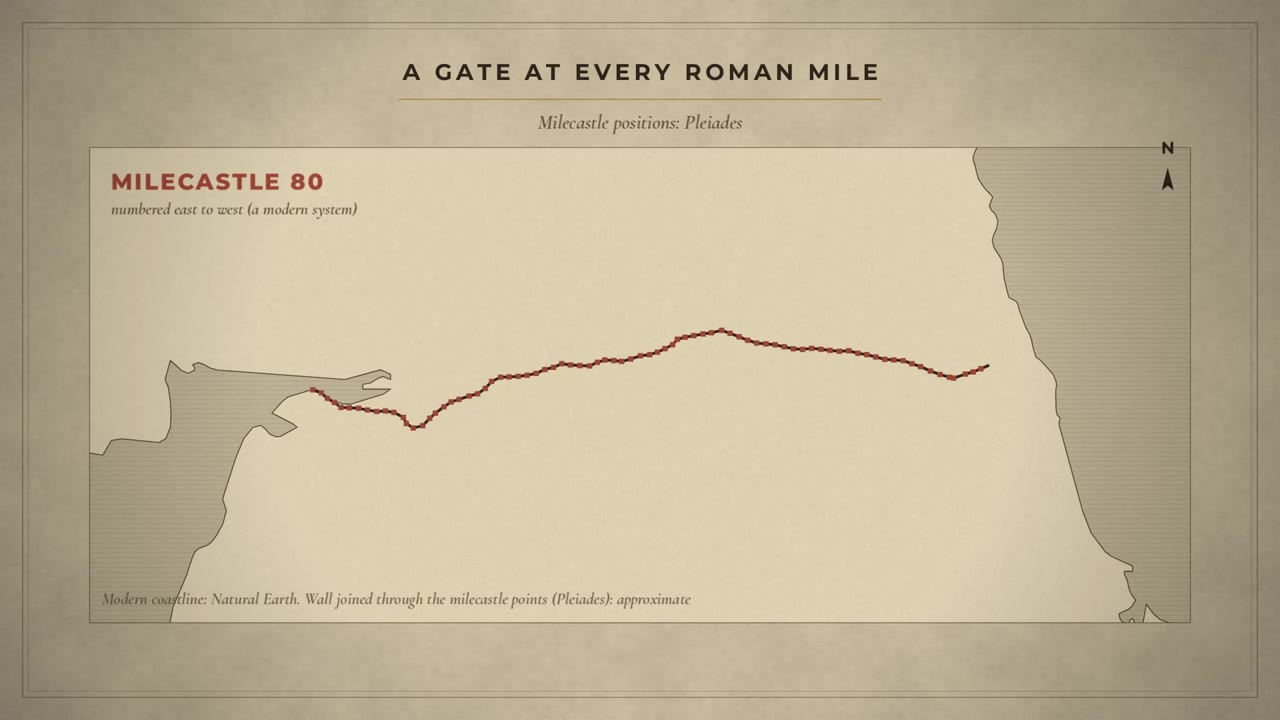 A GATE AT EVERY ROMAN MILE
Milecastle positions: Pleiades
N
MILECASTLE 80
numbered east to west (a modern system)
Modern coastline: Natural Earth. Wall joined through the milecastle points (Pleiades): approximate